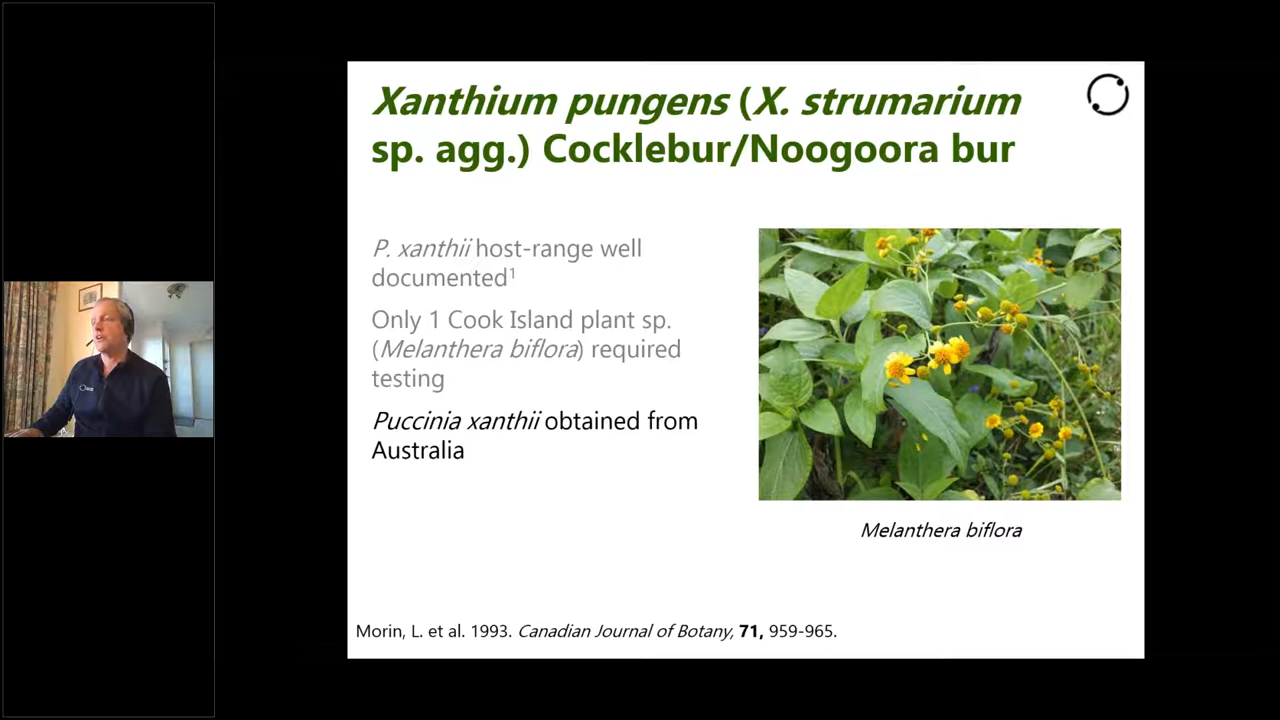 Xanthium pungens (X. strumarium
sp. agg.) Cocklebur/Noogoora bur
P. xanthii host-range well
documented¹
Only 1 Cook Island plant sp.
(Melanthera biflora) required
testing
Puccinia xanthii obtained from
Australia
Melanthera biflora
Morin, L. et al. 1993. Canadian Journal of Botany, 71, 959-965.